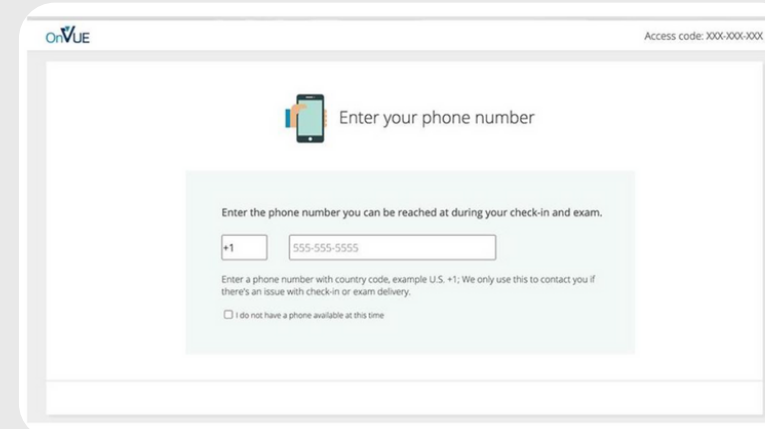 OnVUE
Access code: XXX-XXX-XXX
Enter your phone number
Enter the phone number you can be reached at during your check-in and exam.
+1
555-555-5555
Enter a phone number with country code, example U.S. +1; We only use this to contact you if
there's an issue with check-in or exam delivery.
I do not have a phone available at this time